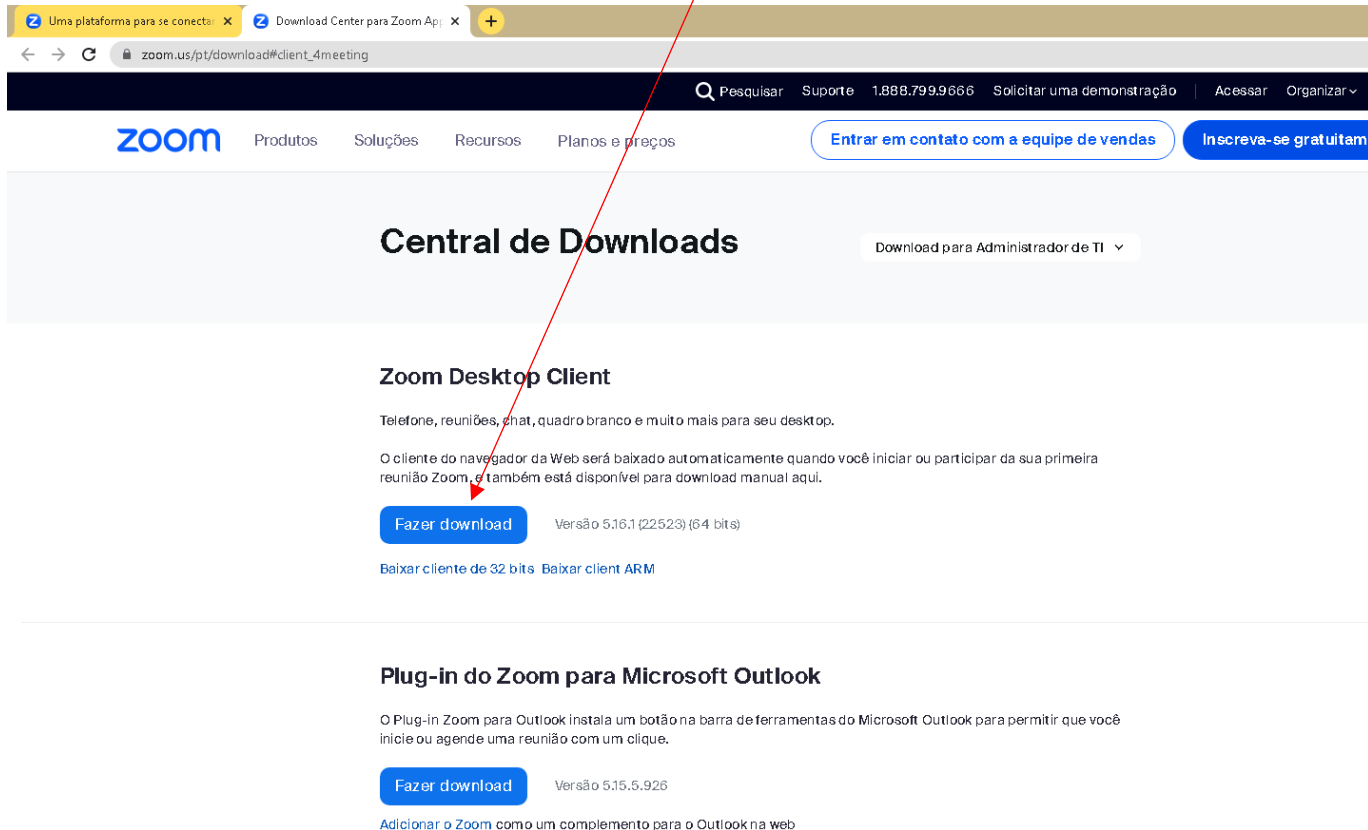 Uma plataforma para se conectar
Download Center para Zoom App
zoom.us/pt/download#client_4meeting
Pesquisar Suporte 1.888.799.9666 Solicitar uma demonstração Acessar Organizar
zoom Produtos Soluções Recursos Planos e preços Entrar em contato com a equipe de vendas Inscreva-se gratuitam
Central de Downloads
Download para Administrador de TI
Zoom Desktop Client
Telefone, reuniões, chat, quadro branco e muito mais para seu desktop.
O cliente do navegador da Web será baixado automaticamente quando você iniciar ou participar da sua primeira
reunião Zoom, e também está disponível para download manual aqui.
Fazer download Versão 5.16.1 (22523) (64 bits)
Baixar cliente de 32 bits Baixar client ARM
Plug-in do Zoom para Microsoft Outlook
O Plug-in Zoom para Outlook instala um botão na barra de ferramentas do Microsoft Outlook para permitir que você
inicie ou agende uma reunião com um clique.
Fazer download Versão 5.15.5.926
Adicionar o Zoom como um complemento para o Outlook na web